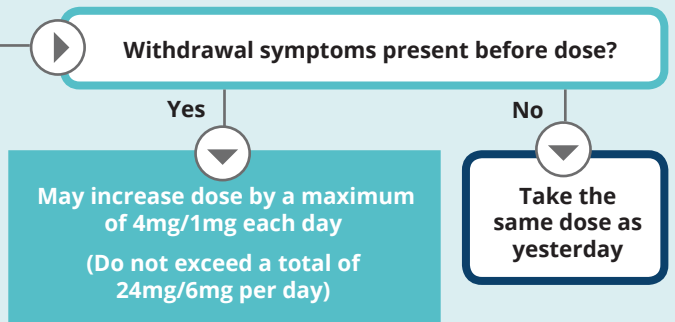 Withdrawal symptoms present before dose?
Yes
No
May increase dose by a maximum
of 4mg/1mg each day
(Do not exceed a total of
24mg/6mg per day)
Take the
same dose as
yesterday